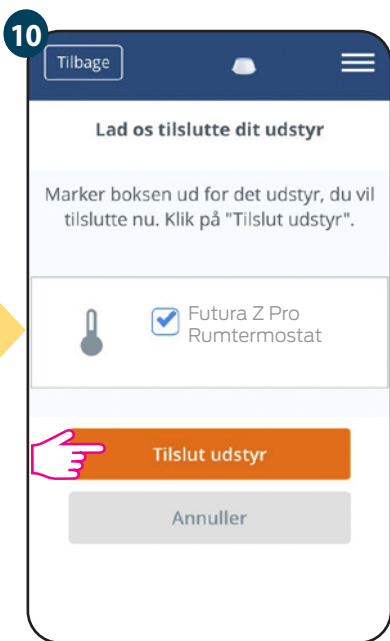 10
Tilbage
Lad os tilslutte dit udstyr
Marker boksen ud for det udstyr, du vil
tilslutte nu. Klik på "Tilslut udstyr".
Futura Z Pro
Rumtermostat
Tilslut udstyr
Annuller